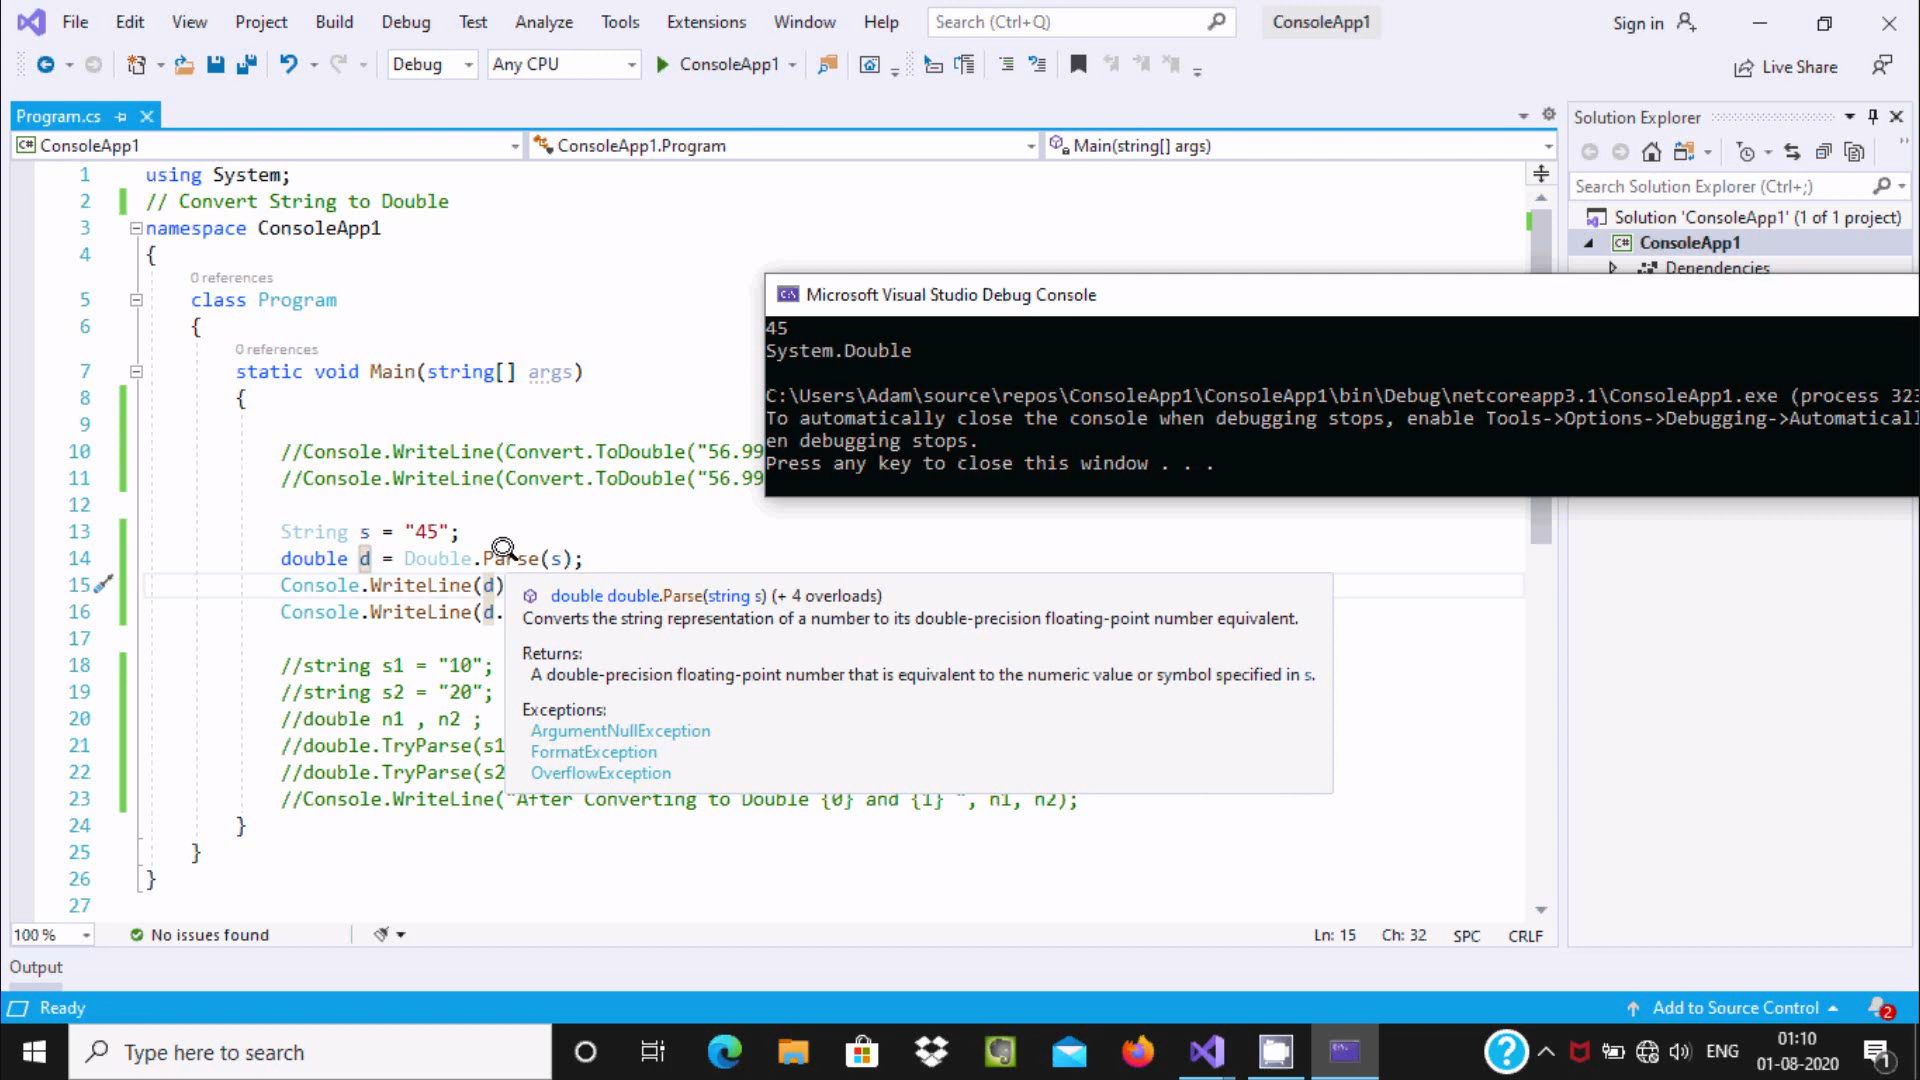 File Edit View Project Build Debug Test Analyze Tools Extensions Window Help Search (Ctrl+Q) ConsoleApp1 Sign in
Debug Any CPU ConsoleApp1 Live Share
Program.cs
ConsoleApp1 ConsoleApp1.Program Main(string[] args)
1 using System;
2 // Convert String to Double
3 namespace ConsoleApp1
4 {
0 references
5 class Program
6 {
0 references
7 static void Main(string[] args)
8 {
9
10 //Console.WriteLine(Convert.ToDouble("56.99
11 //Console.WriteLine(Convert.ToDouble("56.99
12
13 String s = "45";
14 double d = Double.Parse(s);
15 Console.WriteLine(d)
16 Console.WriteLine(d.
17
18 //string s1 = "10";
19 //string s2 = "20";
20 //double n1 , n2 ;
21 //double.TryParse(s1
22 //double.TryParse(s2
23 //Console.WriteLine("After Converting to Double {0} and {1} ", n1, n2);
24 }
25 }
26 }
27
double double.Parse(string s) (+ 4 overloads)
Converts the string representation of a number to its double-precision floating-point number equivalent.
Returns:
A double-precision floating-point number that is equivalent to the numeric value or symbol specified in s.
Exceptions:
ArgumentNullException
FormatException
OverflowException
Microsoft Visual Studio Debug Console
45
System.Double
C:\Users\Adam\source\repos\ConsoleApp1\ConsoleApp1\bin\Debug\netcoreapp3.1\ConsoleApp1.exe (process 323
To automatically close the console when debugging stops, enable Tools->Options->Debugging->Automaticall
en debugging stops.
Press any key to close this window . . .
Solution Explorer
Search Solution Explorer (Ctrl+;)
Solution 'ConsoleApp1' (1 of 1 project)
C# ConsoleApp1
Dependencies
100 % No issues found Ln: 15 Ch: 32 SPC CRLF
Output
Ready Add to Source Control 2
Type here to search ENG 01:10
01-08-2020 1